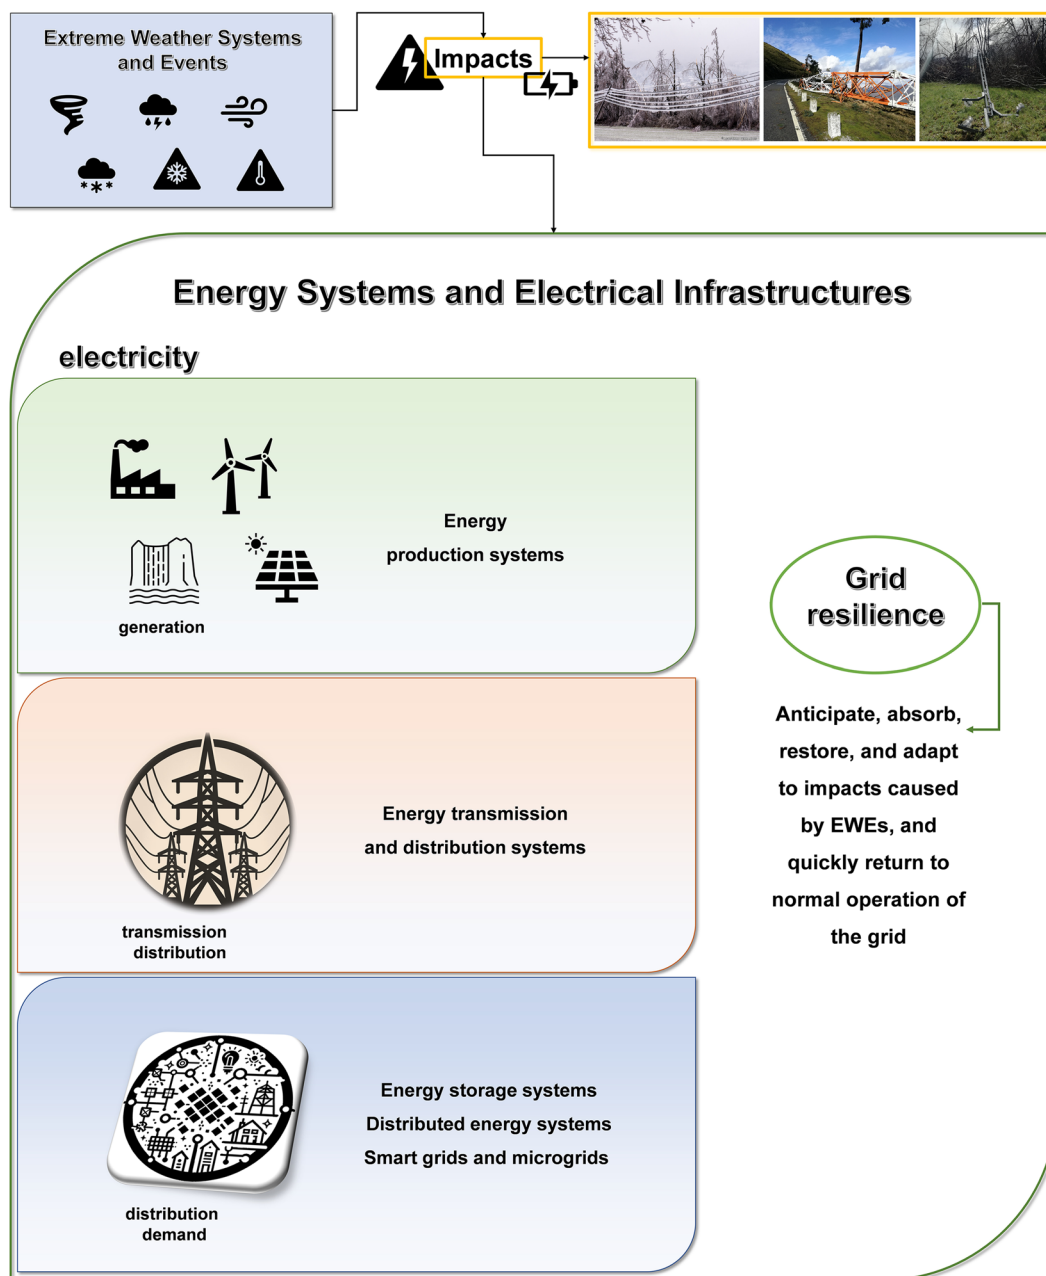 Extreme Weather Systems
and Events
Impacts
Energy Systems and Electrical Infrastructures
electricity
generation
Energy
production systems
transmission
distribution
Energy transmission
and distribution systems
distribution
demand
Energy storage systems
Distributed energy systems
Smart grids and microgrids
Grid
resilience
Anticipate, absorb,
restore, and adapt
to impacts caused
by EWEs, and
quickly return to
normal operation of
the grid